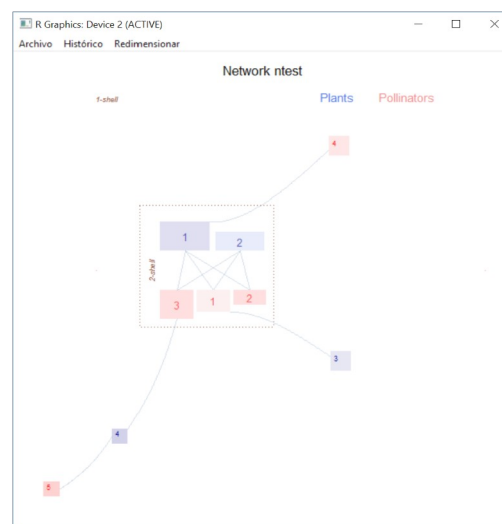 R Graphics: Device 2 (ACTIVE)
Archivo Histórico Redimensionar
Network ntest
1-shell Plants Pollinators
4
1 2
2-shell
3 1 2
3
4
5